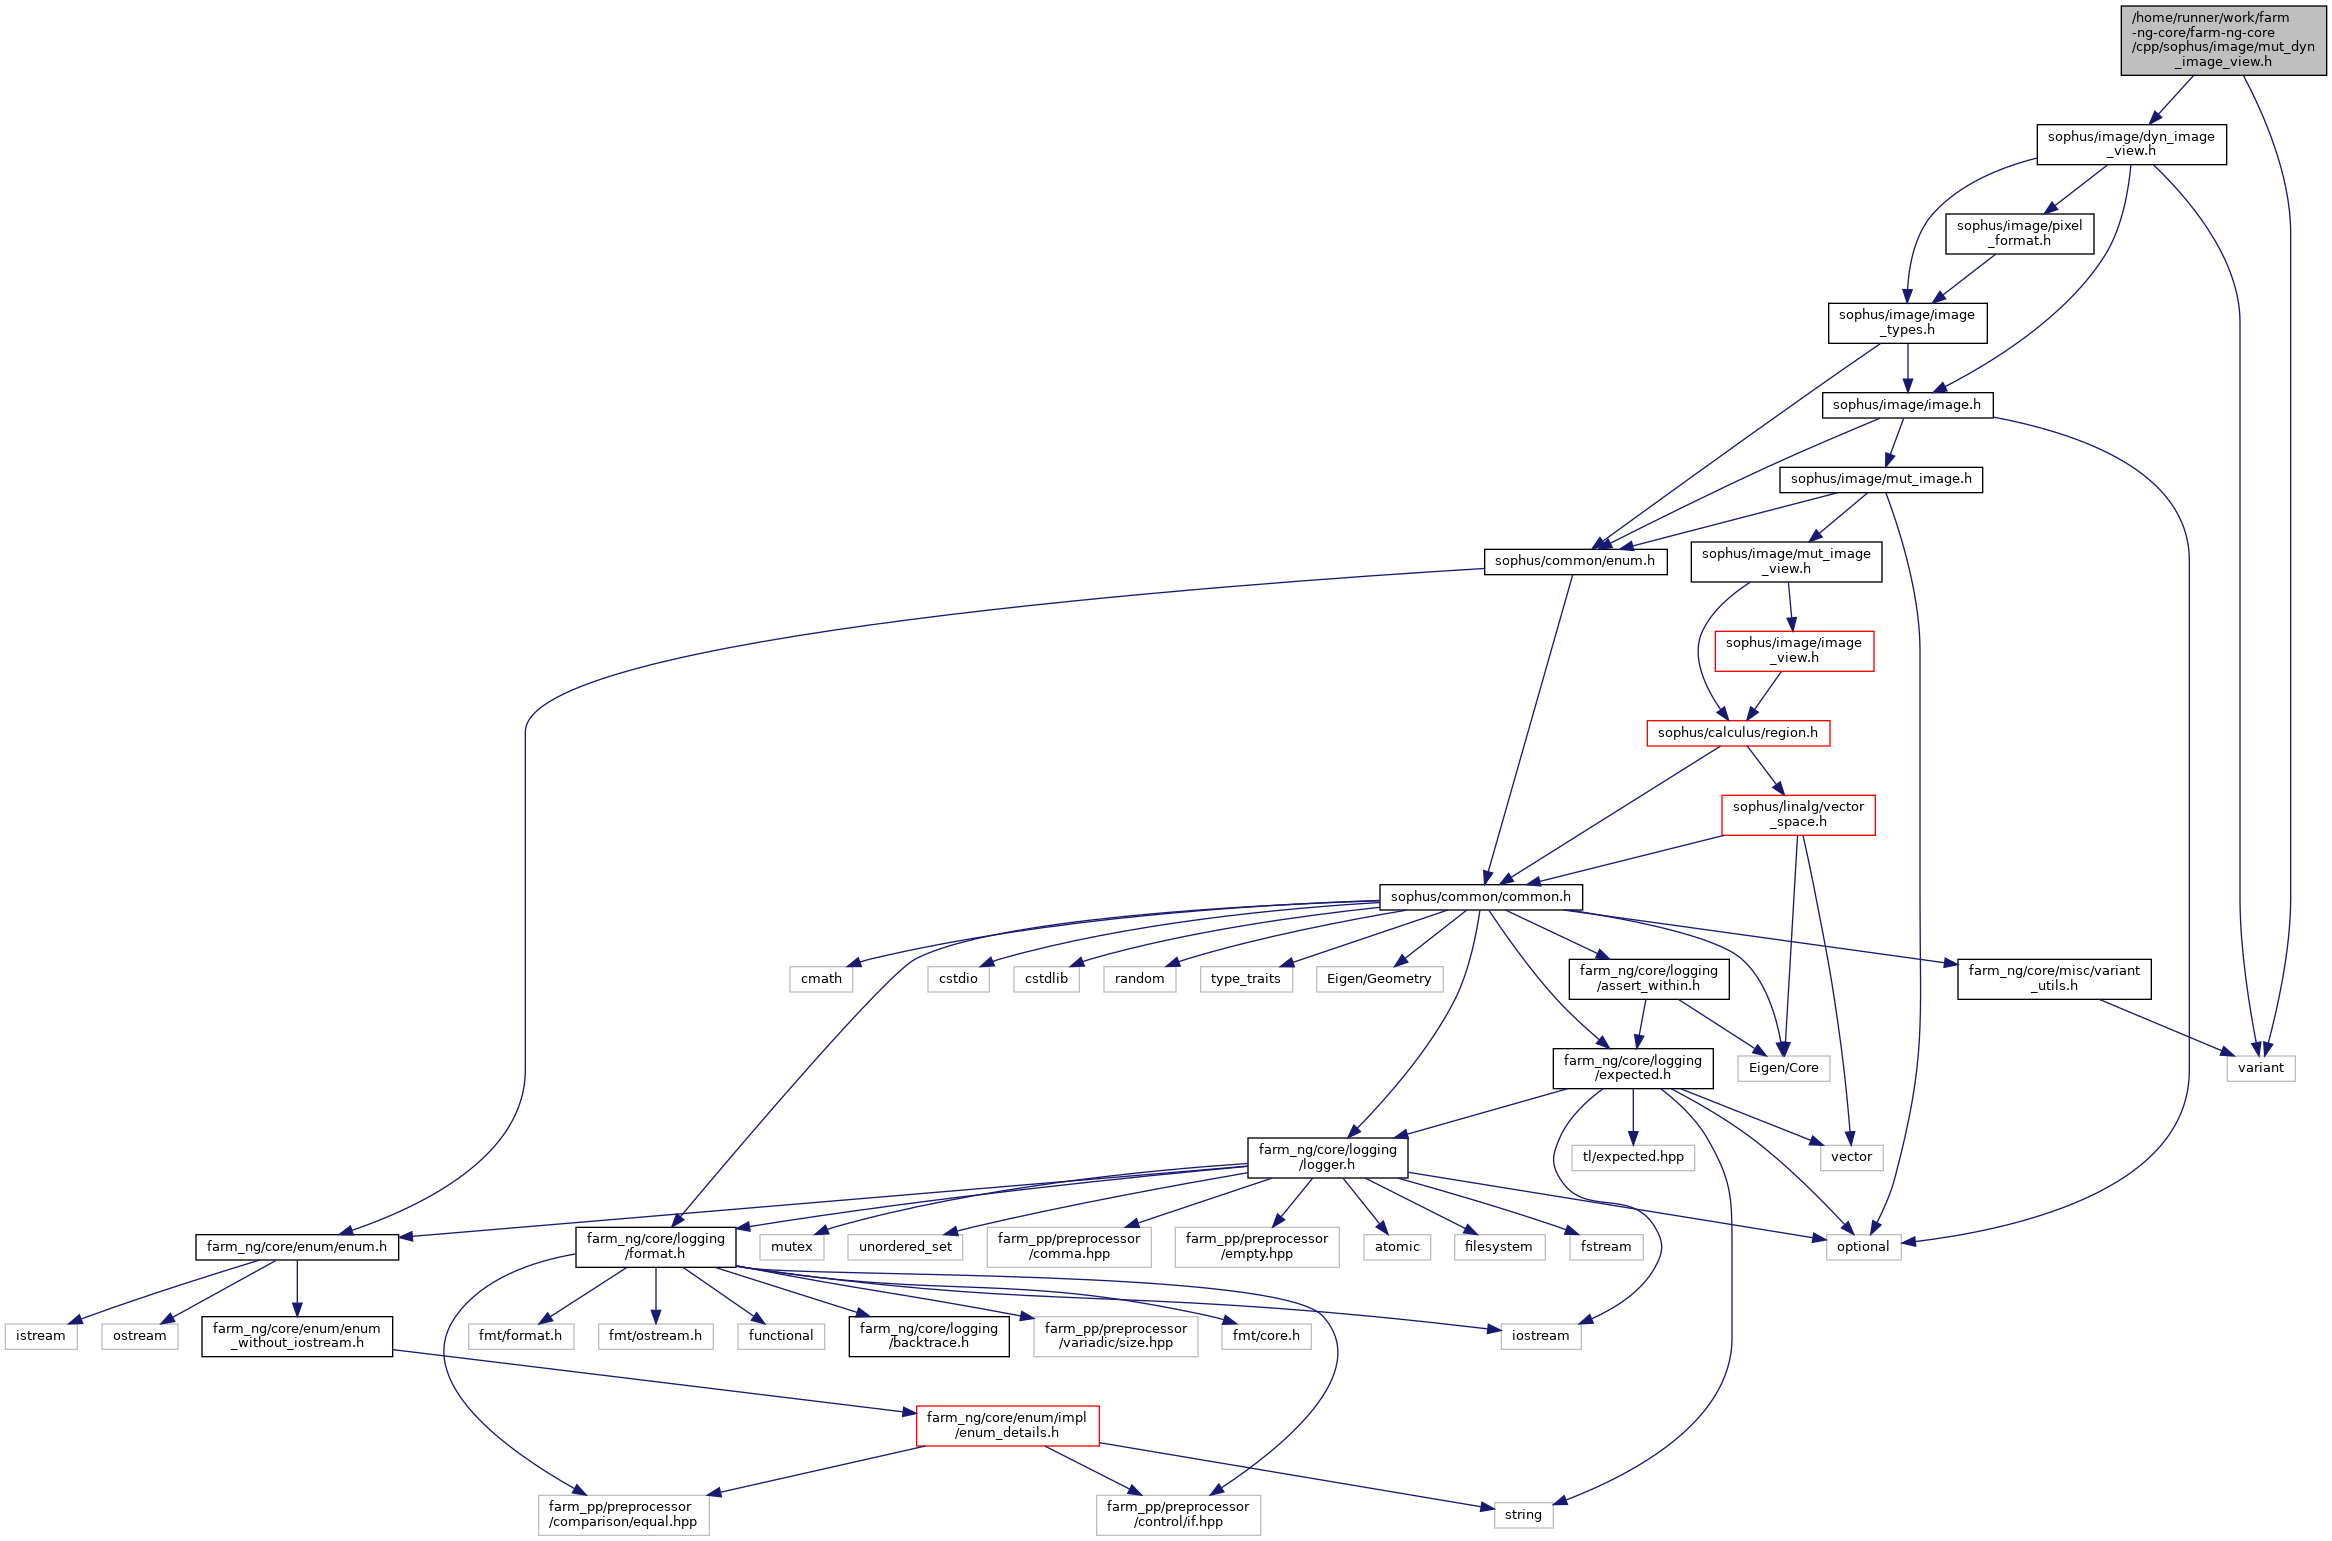 /home/runner/work/farm
-ng-core/farm-ng-core
/cpp/sophus/image/mut_dyn
_image_view.h
sophus/image/dyn_image
_view.h
sophus/image/pixel
_format.h
sophus/image/image
_types.h
sophus/image/image.h
sophus/image/mut_image.h
sophus/common/enum.h
sophus/image/mut_image
_view.h
sophus/image/image
_view.h
sophus/calculus/region.h
sophus/linalg/vector
_space.h
sophus/common/common.h
cmath
cstdio
cstdlib
random
type_traits
Eigen/Geometry
farm_ng/core/logging
/assert_within.h
farm_ng/core/misc/variant
_utils.h
farm_ng/core/logging
/expected.h
Eigen/Core
variant
farm_ng/core/logging
/logger.h
tl/expected.hpp
vector
farm_ng/core/enum/enum.h
farm_ng/core/logging
/format.h
mutex
unordered_set
farm_pp/preprocessor
/comma.hpp
farm_pp/preprocessor
/empty.hpp
atomic
filesystem
fstream
optional
istream
ostream
farm_ng/core/enum/enum
_without_iostream.h
fmt/format.h
fmt/ostream.h
functional
farm_ng/core/logging
/backtrace.h
farm_pp/preprocessor
/variadic/size.hpp
fmt/core.h
iostream
farm_ng/core/enum/impl
/enum_details.h
farm_pp/preprocessor
/comparison/equal.hpp
farm_pp/preprocessor
/control/if.hpp
string